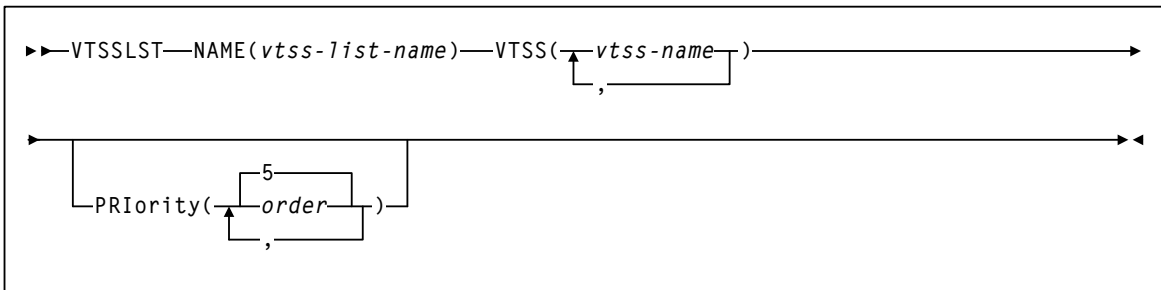 VTSSLST NAME(vtss-list-name) VTSS( vtss-name )
,
5
PRIority( order )
,